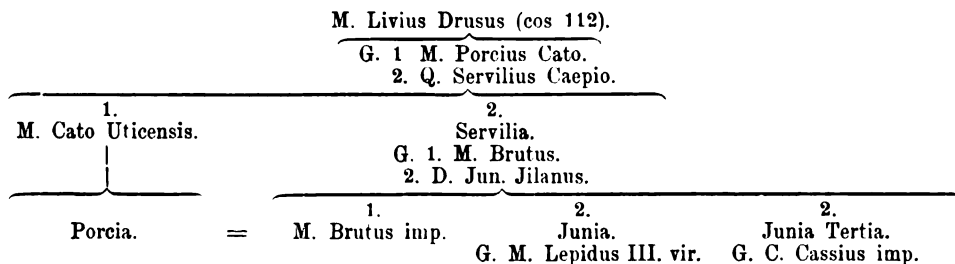 M. Livius Drusus (cos 112).
G. 1 M. Porcius Cato.
2. Q. Servilius Caepio.
1. 2.
M. Cato Uticensis. Servilia.
G. 1. M. Brutus.
2. D. Jun. Jilanus.
1. 2. 2.
Porcia. = M. Brutus imp. Junia. Junia Tertia.
G. M. Lepidus III. vir. G. C. Cassius imp.